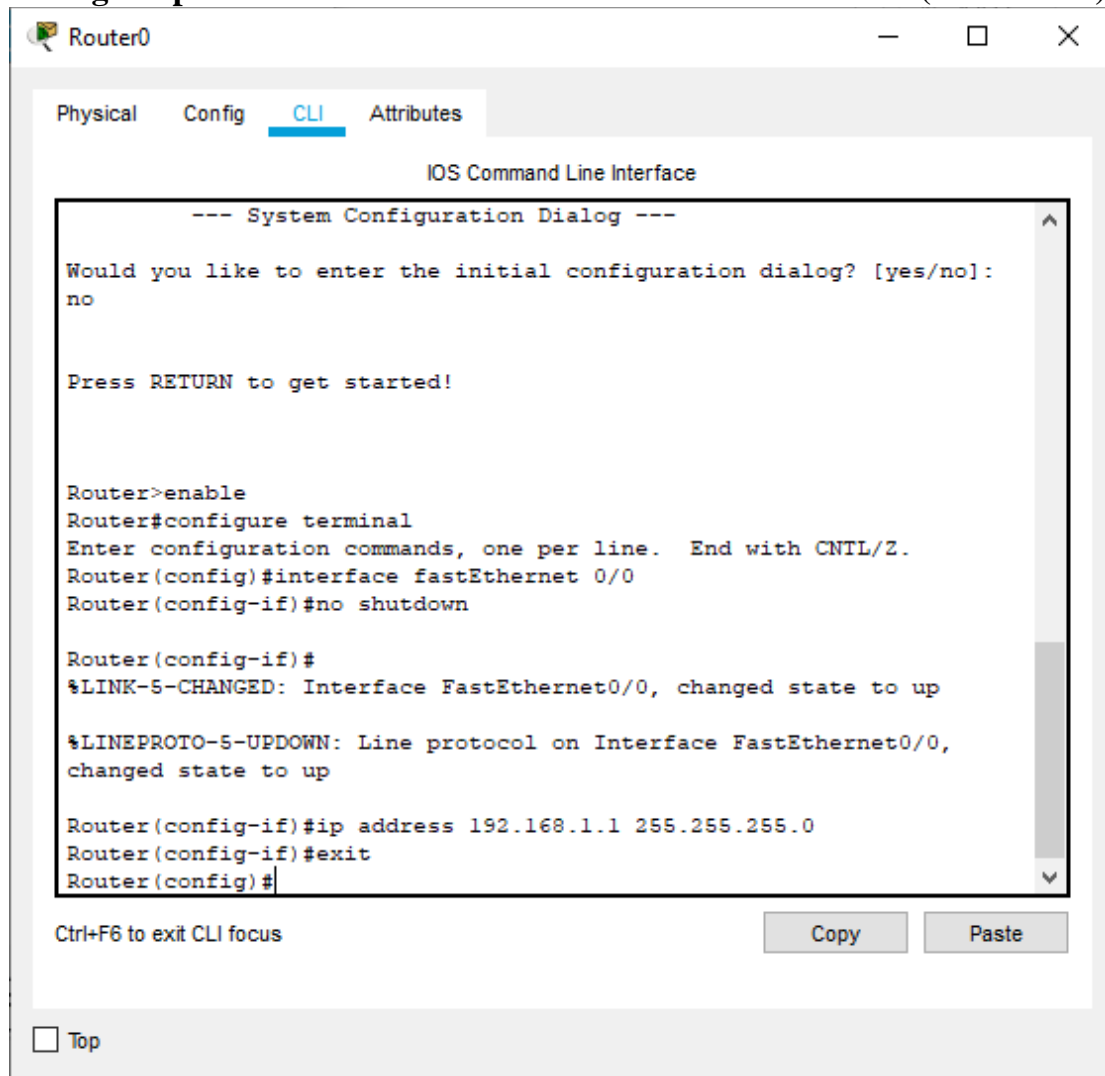 Router0
Physical Config CLI Attributes
IOS Command Line Interface
--- System Configuration Dialog ---
Would you like to enter the initial configuration dialog? [yes/no]:
no
Press RETURN to get started!
Router>enable
Router#configure terminal
Enter configuration commands, one per line.  End with CNTL/Z.
Router(config)#interface fastEthernet 0/0
Router(config-if)#no shutdown
Router(config-if)#
%LINK-5-CHANGED: Interface FastEthernet0/0, changed state to up
%LINEPROTO-5-UPDOWN: Line protocol on Interface FastEthernet0/0,
changed state to up
Router(config-if)#ip address 192.168.1.1 255.255.255.0
Router(config-if)#exit
Router(config)#
Ctrl+F6 to exit CLI focus
Copy Paste
Top